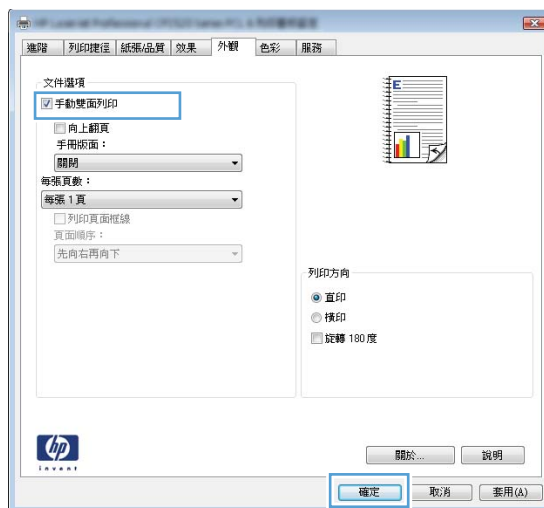 進階 列印捷徑 紙張/品質 效果 外觀 色彩 服務
文件選項
手動雙面列印
向上翻頁
手冊版面：
關閉
每張頁數：
每張 1 頁
列印頁面框線
頁面順序：
先向右再向下
E
列印方向
直印
橫印
旋轉 180 度
hp
invent
關於... 說明
確定 取消 套用(A)